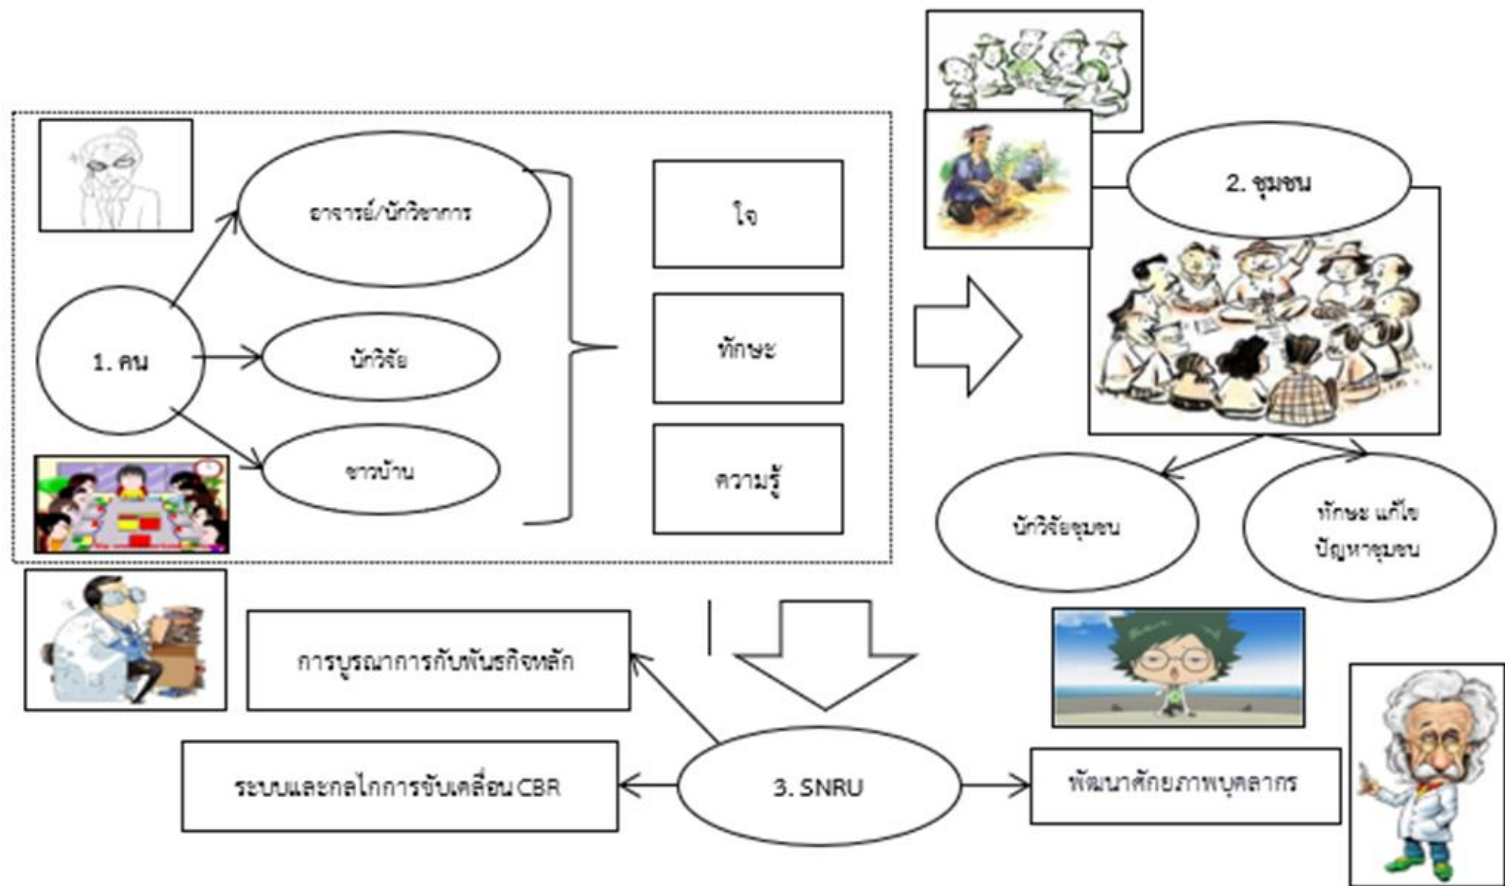 1. คน
อาจารย์/นักวิชาการ
นักวิจัย
ชาวบ้าน
ใจ
ทักษะ
ความรู้
2. ชุมชน
นักวิจัยชุมชน
ทักษะ แก้ไข
ปัญหาชุมชน
การบูรณาการกับพันธกิจหลัก
ระบบและกลไกการขับเคลื่อน CBR
3. SNRU
พัฒนาศักยภาพบุคลากร